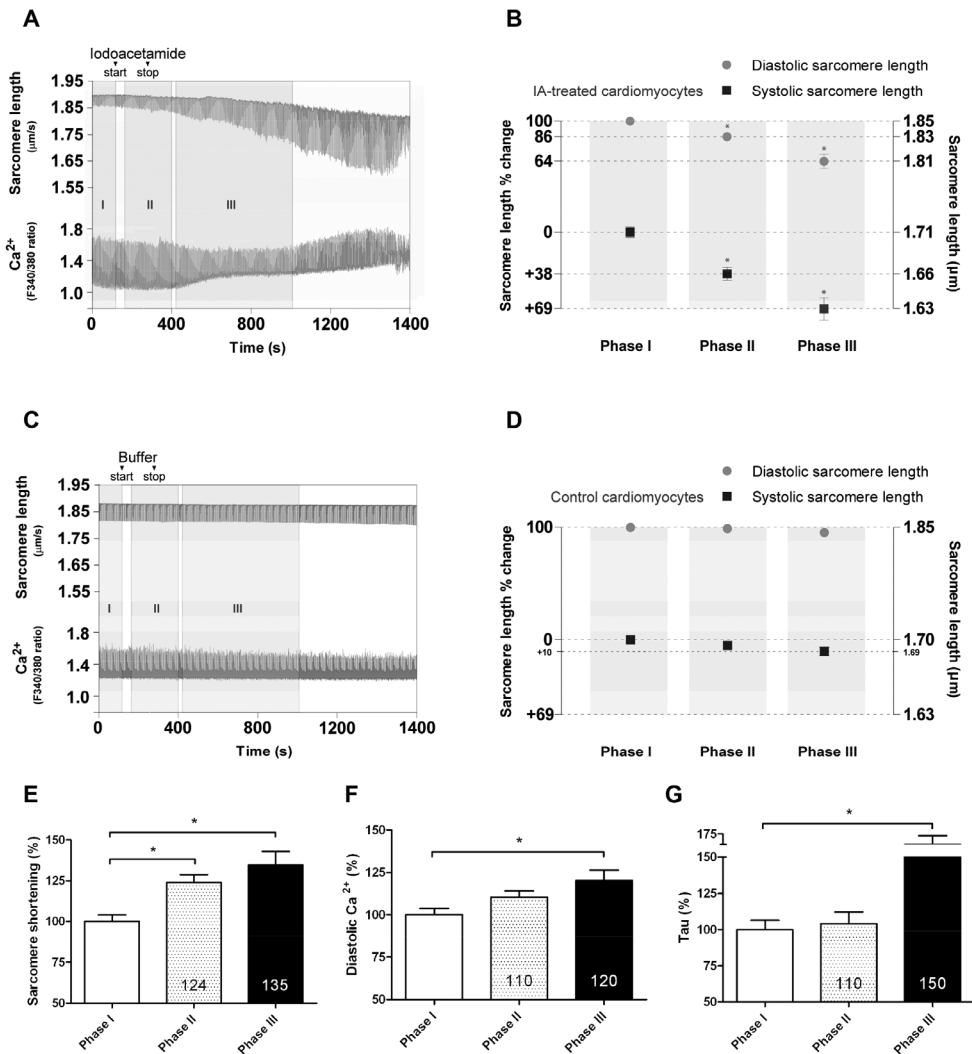 A
Iodoacetamide
start stop
Sarcomere length
(μm/s)
1.95
1.85
1.75
1.65
1.55
I II III
Ca2+
(F340/380 ratio)
1.8
1.4
1.0
0 400 800 1200 1400
Time (s)
B
Diastolic sarcomere length
IA-treated cardiomyocytes Systolic sarcomere length
Sarcomere length % change
100
86
64
0
+38
+69
* *
* *
1.85
1.83
1.81
1.71
1.66
1.63
Sarcomere length (μm)
Phase I Phase II Phase III
C
Buffer
start stop
Sarcomere length
(μm/s)
1.95
1.85
1.80
1.65
1.55
I II III
Ca2+
(F340/380 ratio)
1.8
1.4
1.0
0 400 800 1200 1400
Time (s)
D
Diastolic sarcomere length
Control cardiomyocytes Systolic sarcomere length
Sarcomere length % change
100
0
+10
+69
1.85
1.70
1.69
1.63
Sarcomere length (μm)
Phase I Phase II Phase III
E
Sarcomere shortening (%)
150
125
100
75
50
*
*
124 135
Phase I Phase II Phase III
F
Diastolic Ca 2+ (%)
150
125
100
75
50
*
110 120
Phase I Phase II Phase III
G
Tau (%)
175
150
125
100
75
50
*
110 150
Phase I Phase II Phase III